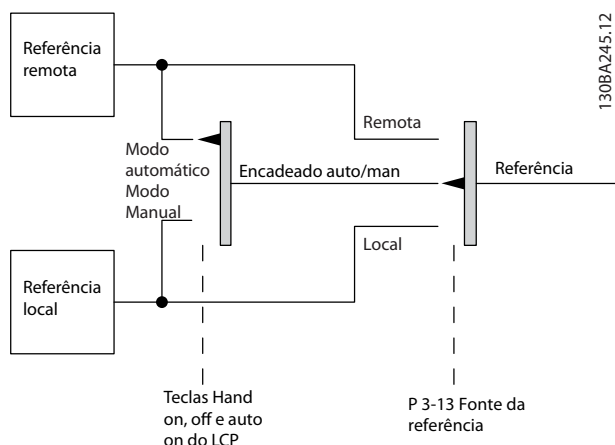 Referência
remota
130BA245.12
Remota
Modo
automático
Modo
Manual
Encadeado auto/man
Referência
Local
Referência
local
Teclas Hand
on, off e auto
on do LCP
P 3-13 Fonte da
referência